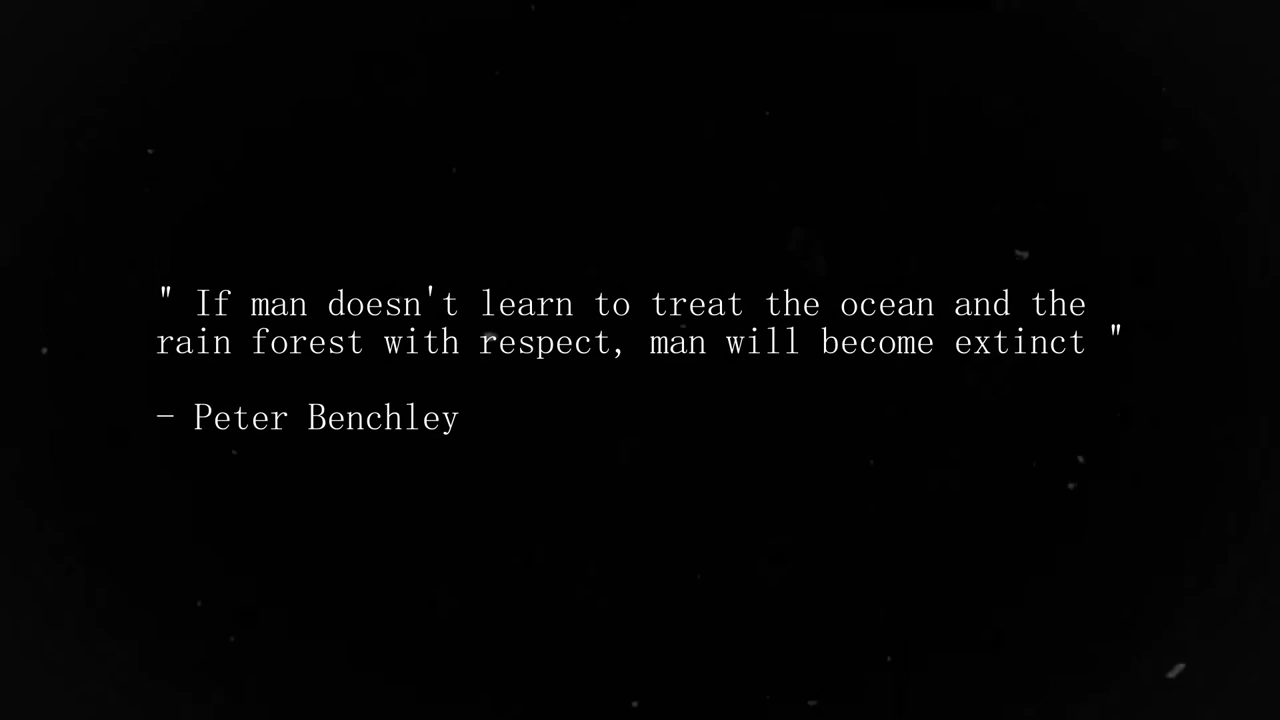 " If man doesn't learn to treat the ocean and the
rain forest with respect, man will become extinct "
- Peter Benchley